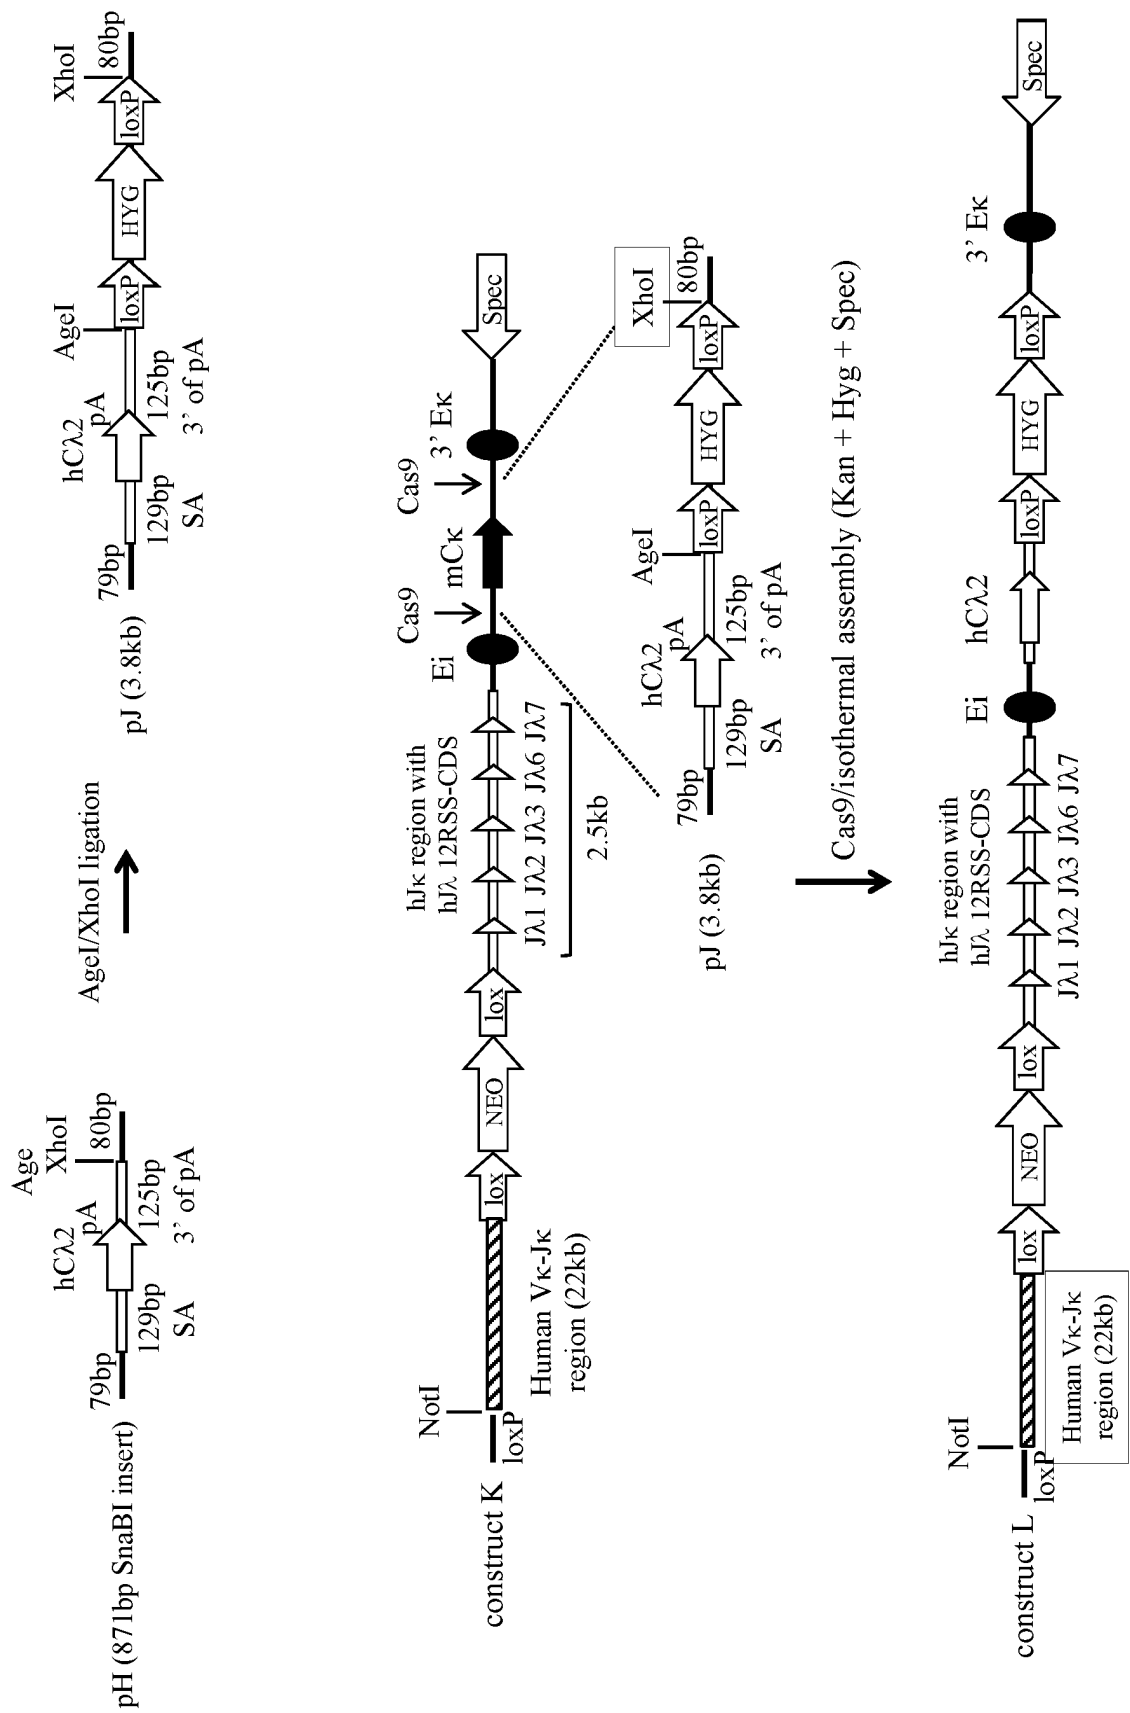 pH (871bp SnaBI insert)
79bp
129bp
SA
hCλ2
pA
125bp
3’ of pA
Age
XhoI
80bp
AgeI/XhoI ligation
pJ (3.8kb)
79bp
129bp
SA
hCλ2
pA
125bp
3’ of pA
AgeI
loxP
HYG
loxP
XhoI
80bp
construct K
loxP
NotI
Human Vκ-Jκ
region (22kb)
lox
NEO
lox
hJκ region with
hJλ 12RSS-CDS
Jλ1 Jλ2 Jλ3 Jλ6 Jλ7
2.5kb
Ei
Cas9
mCκ
Cas9
3’ Eκ
Spec
pJ (3.8kb)
79bp
129bp
SA
hCλ2
pA
125bp
3’ of pA
AgeI
loxP
HYG
loxP
XhoI
80bp
Cas9/isothermal assembly (Kan + Hyg + Spec)
construct L
loxP
NotI
Human Vκ-Jκ
region (22kb)
lox
NEO
lox
hJκ region with
hJλ 12RSS-CDS
Jλ1 Jλ2 Jλ3 Jλ6 Jλ7
Ei
hCλ2
loxP
HYG
loxP
3’ Eκ
Spec